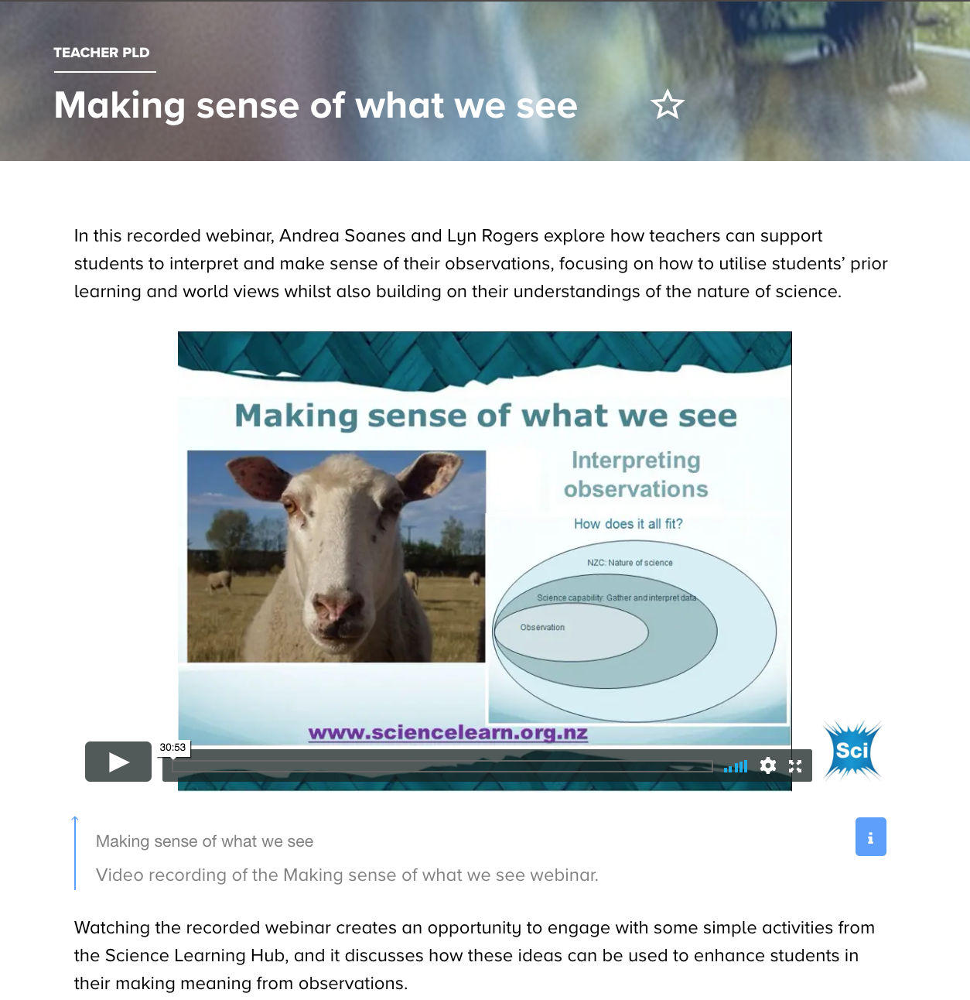 TEACHER PLD
Making sense of what we see
In this recorded webinar, Andrea Soanes and Lyn Rogers explore how teachers can support
students to interpret and make sense of their observations, focusing on how to utilise students’ prior
learning and world views whilst also building on their understandings of the nature of science.
Making sense of what we see
Interpreting
observations
How does it all fit?
NZC: Nature of science
Science capability: Gather and interpret data
Observation
www.sciencelearn.org.nz
30:53
Sci
Making sense of what we see
Video recording of the Making sense of what we see webinar.
Watching the recorded webinar creates an opportunity to engage with some simple activities from
the Science Learning Hub, and it discusses how these ideas can be used to enhance students in
their making meaning from observations.